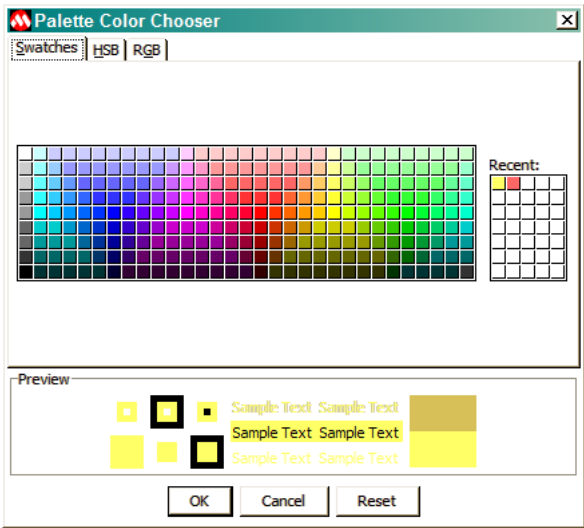 Palette Color Chooser
Swatches HSB RGB
Recent:
Preview
Sample Text Sample Text
Sample Text Sample Text
Sample Text Sample Text
OK Cancel Reset